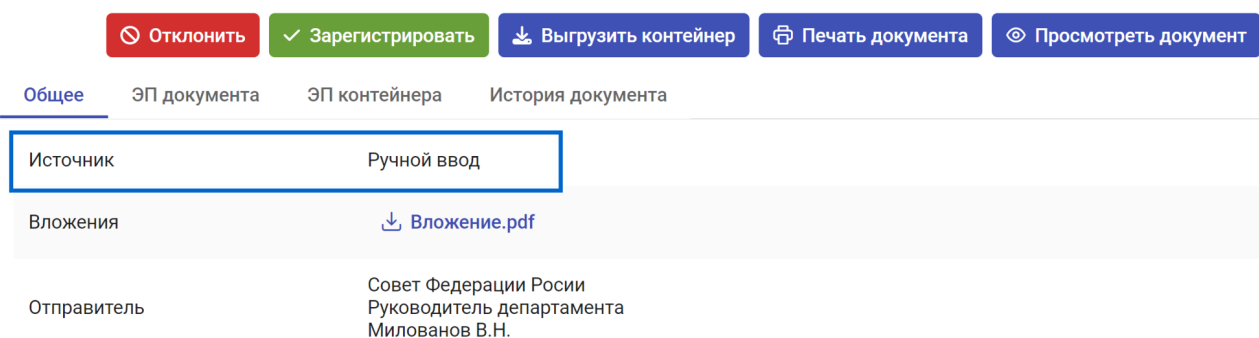 Отклонить Зарегистрировать Выгрузить контейнер Печать документа Просмотреть документ
Общее ЭП документа ЭП контейнера История документа
Источник Ручной ввод
Вложения Вложение.pdf
Совет Федерации Росии
Отправитель Руководитель департамента
Милованов В.Н.